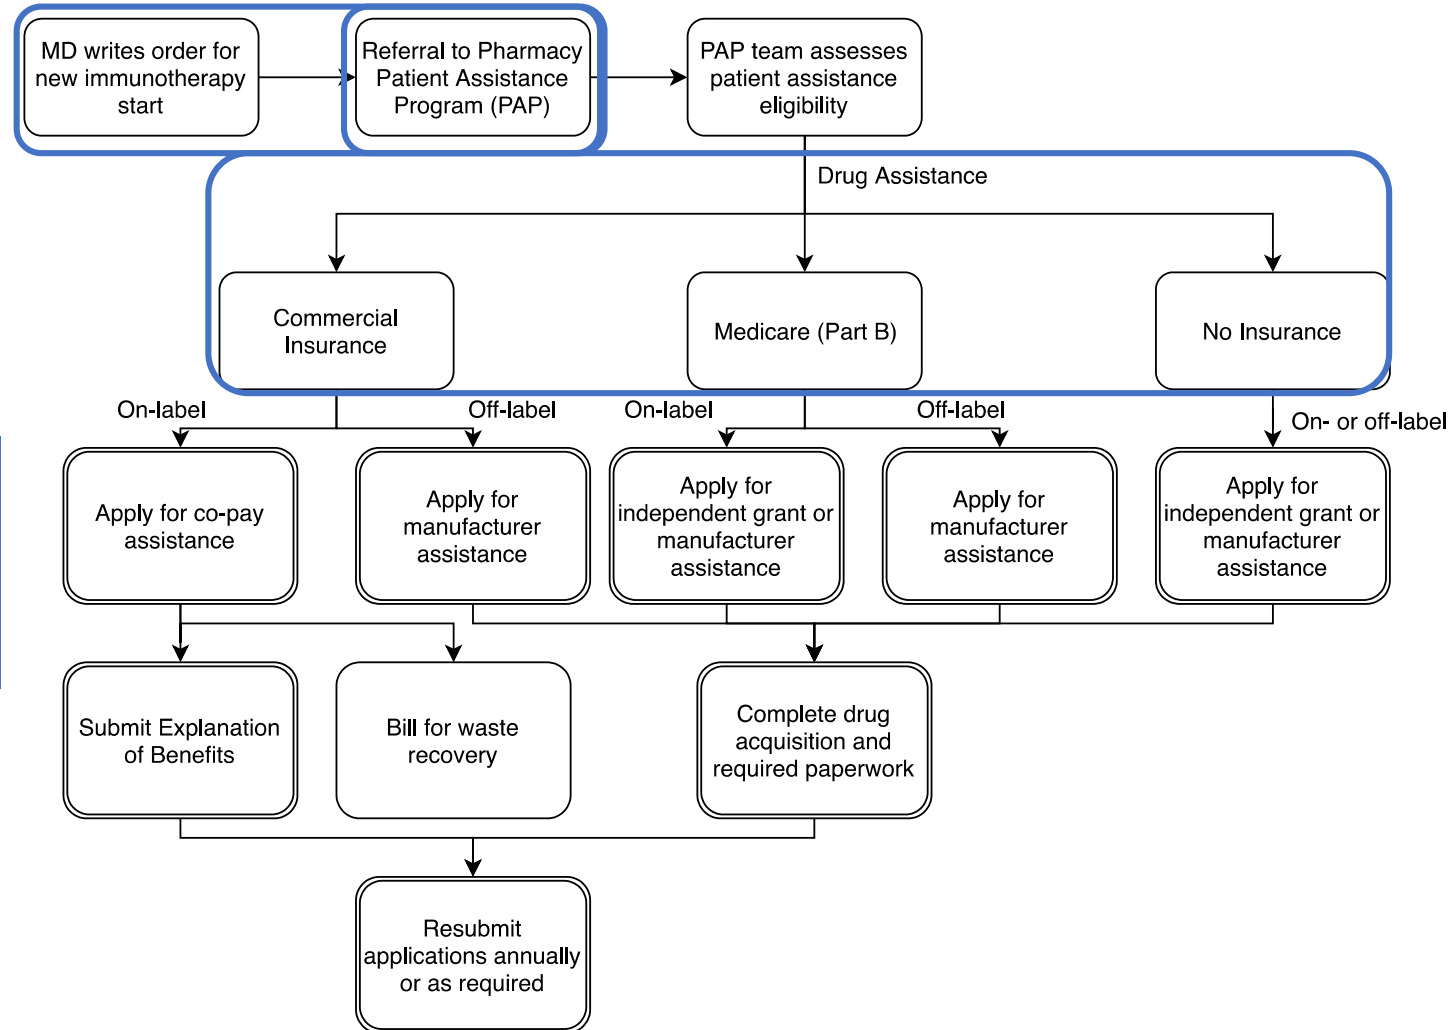 MD writes order for
new immunotherapy
start
Referral to Pharmacy
Patient Assistance
Program (PAP)
PAP team assesses
patient assistance
eligibility
Drug Assistance
Commercial
Insurance
Medicare (Part B)
No Insurance
On-label
Off-label
On-label
Off-label
On- or off-label
Apply for co-pay
assistance
Apply for
manufacturer
assistance
Apply for
independent grant or
manufacturer
assistance
Apply for
manufacturer
assistance
Apply for
independent grant or
manufacturer
assistance
Submit Explanation
of Benefits
Bill for waste
recovery
Complete drug
acquisition and
required paperwork
Resubmit
applications annually
or as required